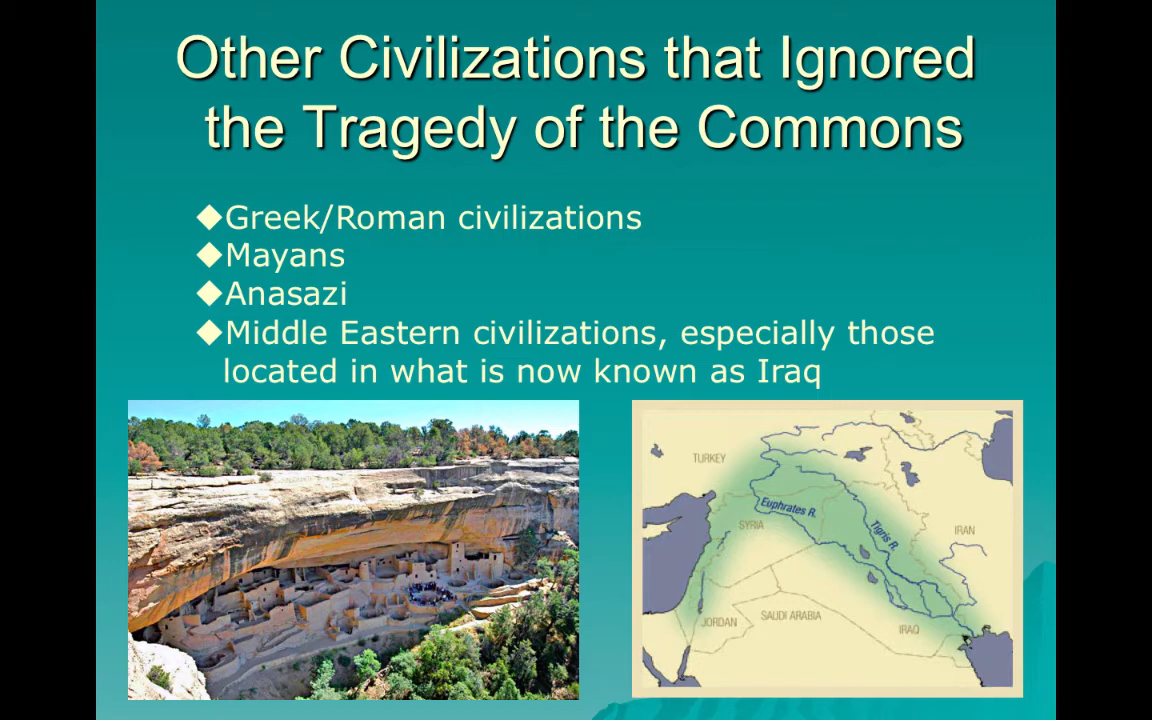 Other Civilizations that Ignored
the Tragedy of the Commons
◆Greek/Roman civilizations
◆Mayans
◆Anasazi
◆Middle Eastern civilizations, especially those
located in what is now known as Iraq
TURKEY
Euphrates R.
SYRIA
Tigris R.
IRAN
JORDAN
SAUDI ARABIA
IRAQ